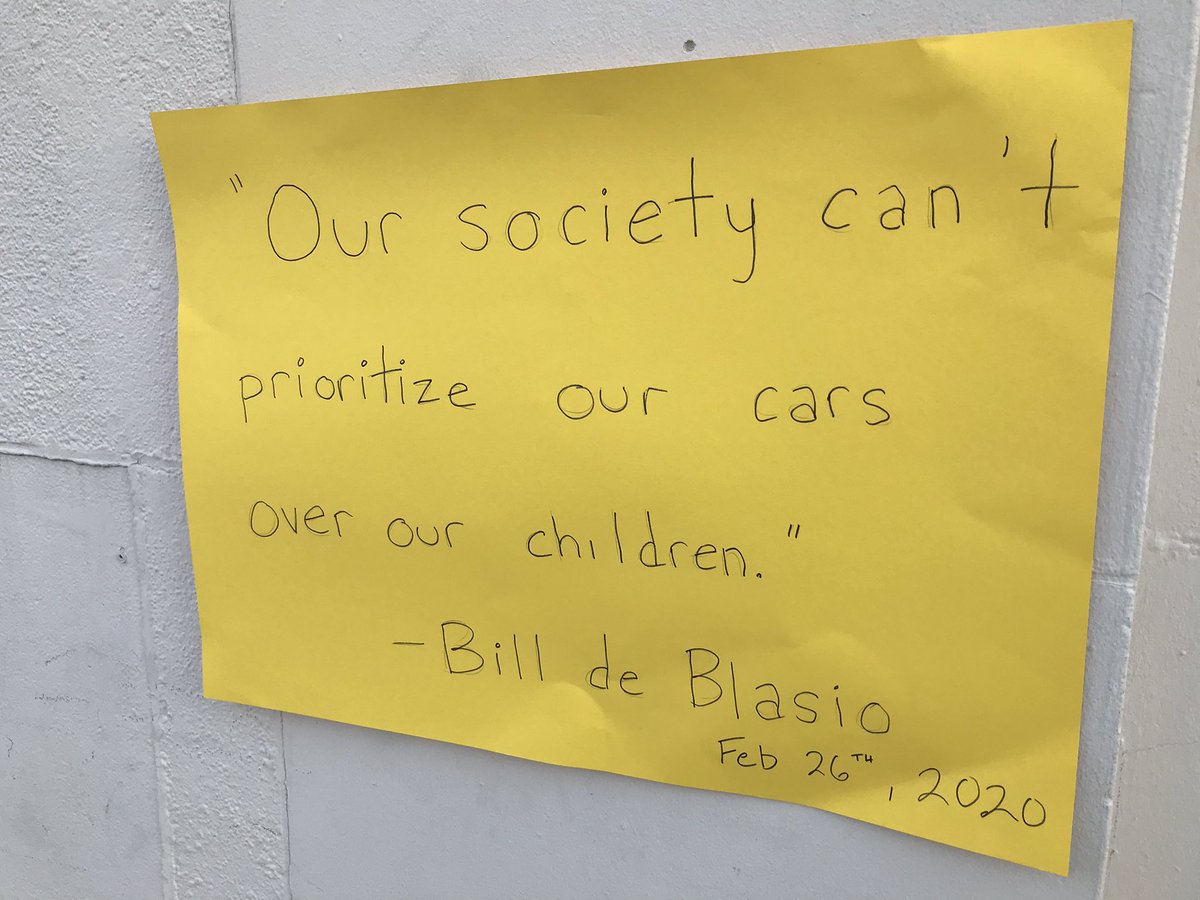 "Our society can't
prioritize our cars
over our children."
-Bill de Blasio
Feb 26TH, 2020